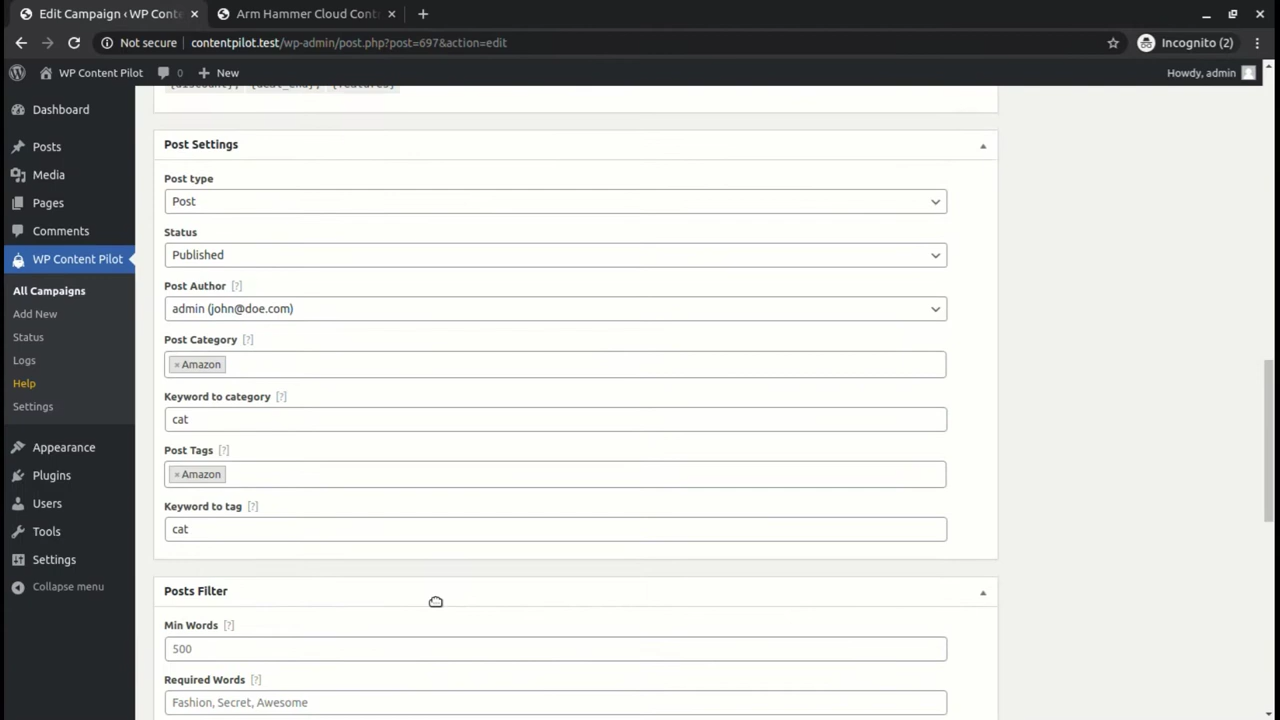 Edit Campaign ‹ WP Conte
Arm Hammer Cloud Cont
Not secure
contentpilot.test/wp-admin/post.php?post=697&action=edit
Incognito (2)
WP Content Pilot
0
New
Howdy, admin
{discount}, {deal_end}, {features}
Dashboard
Posts
Media
Pages
Comments
WP Content Pilot
All Campaigns
Add New
Status
Logs
Help
Settings
Appearance
Plugins
Users
Tools
Settings
Collapse menu
Post Settings
Post type
Post
Status
Published
Post Author [?]
admin (john@doe.com)
Post Category [?]
× Amazon
Keyword to category [?]
cat
Post Tags [?]
× Amazon
Keyword to tag [?]
cat
Posts Filter
Min Words [?]
500
Required Words [?]
Fashion, Secret, Awesome